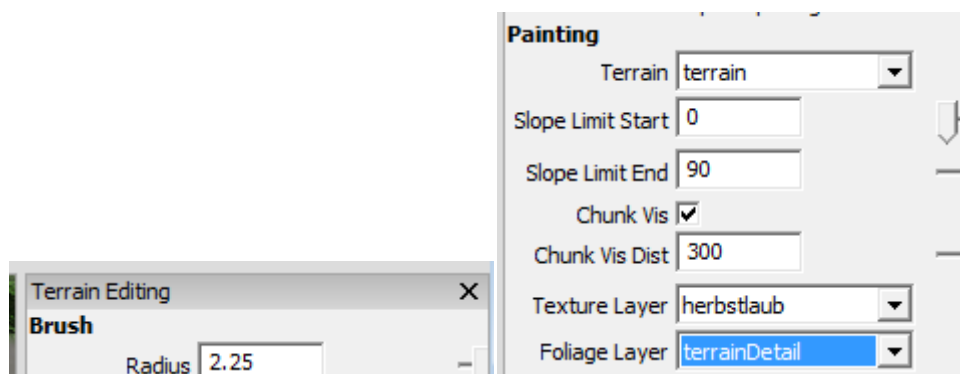 Painting
Terrain terrain
Slope Limit Start 0
Slope Limit End 90
Chunk Vis
Chunk Vis Dist 300
Texture Layer herbstlaub
Foliage Layer terrainDetail
Terrain Editing
Brush
Radius 2.25